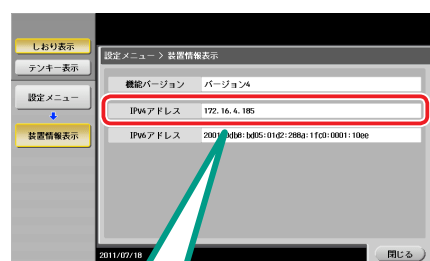 しおり表示
テンキー表示
設定メニュー
装置情報表示
設定メニュー > 装置情報表示
機能バージョン バージョン4
IPv4アドレス 172.16.4.185
IPv6アドレス 2001:0db8:bd05:01d2:288a:1fc0:0001:10ee
2011/07/18
閉じる